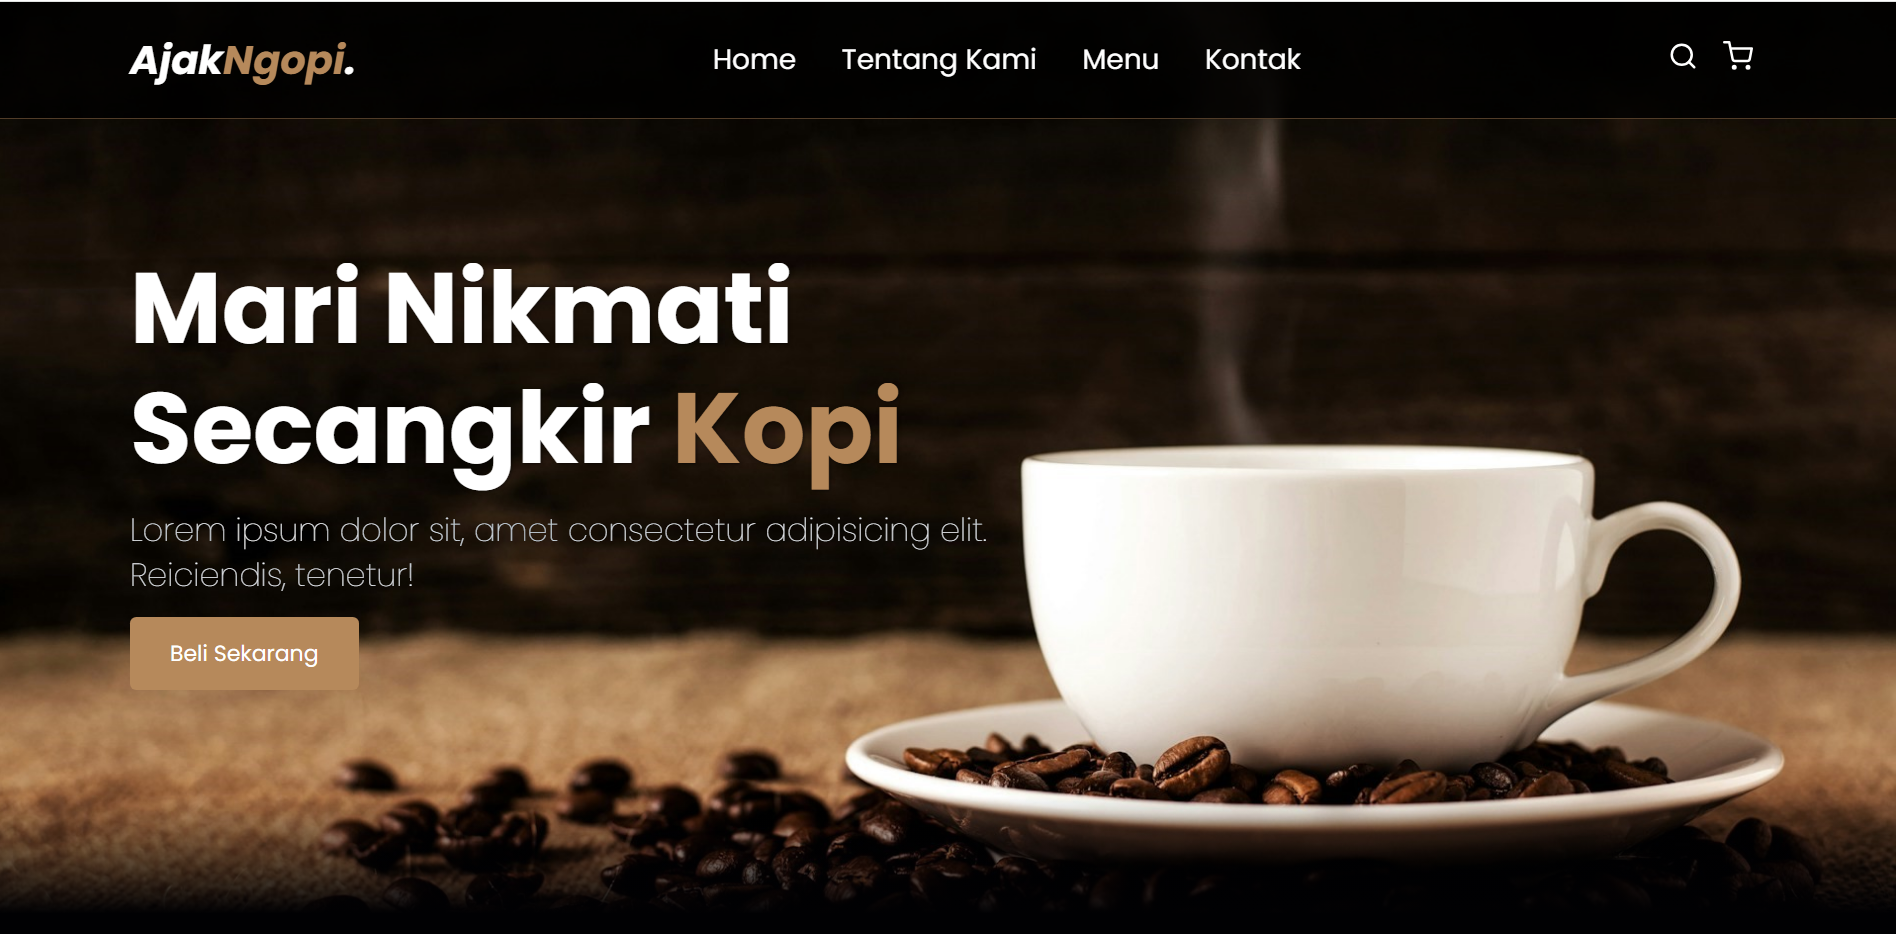 AjakNgopi.
Home
Tentang Kami
Menu
Kontak
Mari Nikmati
Secangkir Kopi
Lorem ipsum dolor sit, amet consectetur adipisicing elit.
Reiciendis, tenetur!
Beli Sekarang